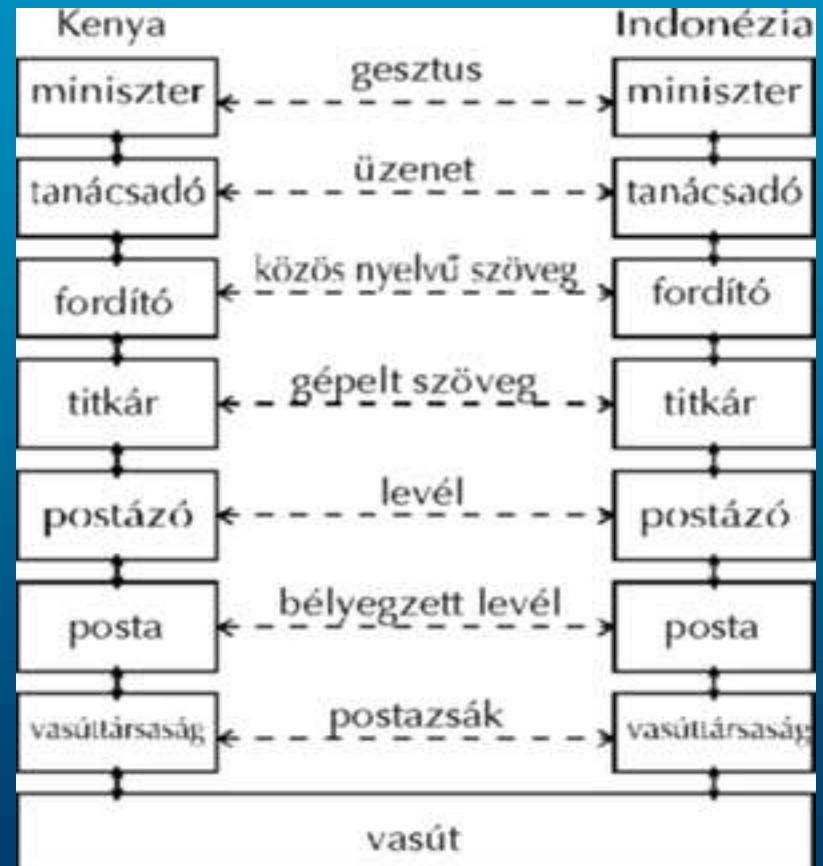 Kenya Indonézia
miniszter gesztus miniszter
tanácsadó üzenet tanácsadó
fordító közös nyelvű szöveg fordító
titkár gépelt szöveg titkár
postázó levél postázó
posta bélyegzett levél posta
vasúttársaság postazsák vasúttársaság
vasút